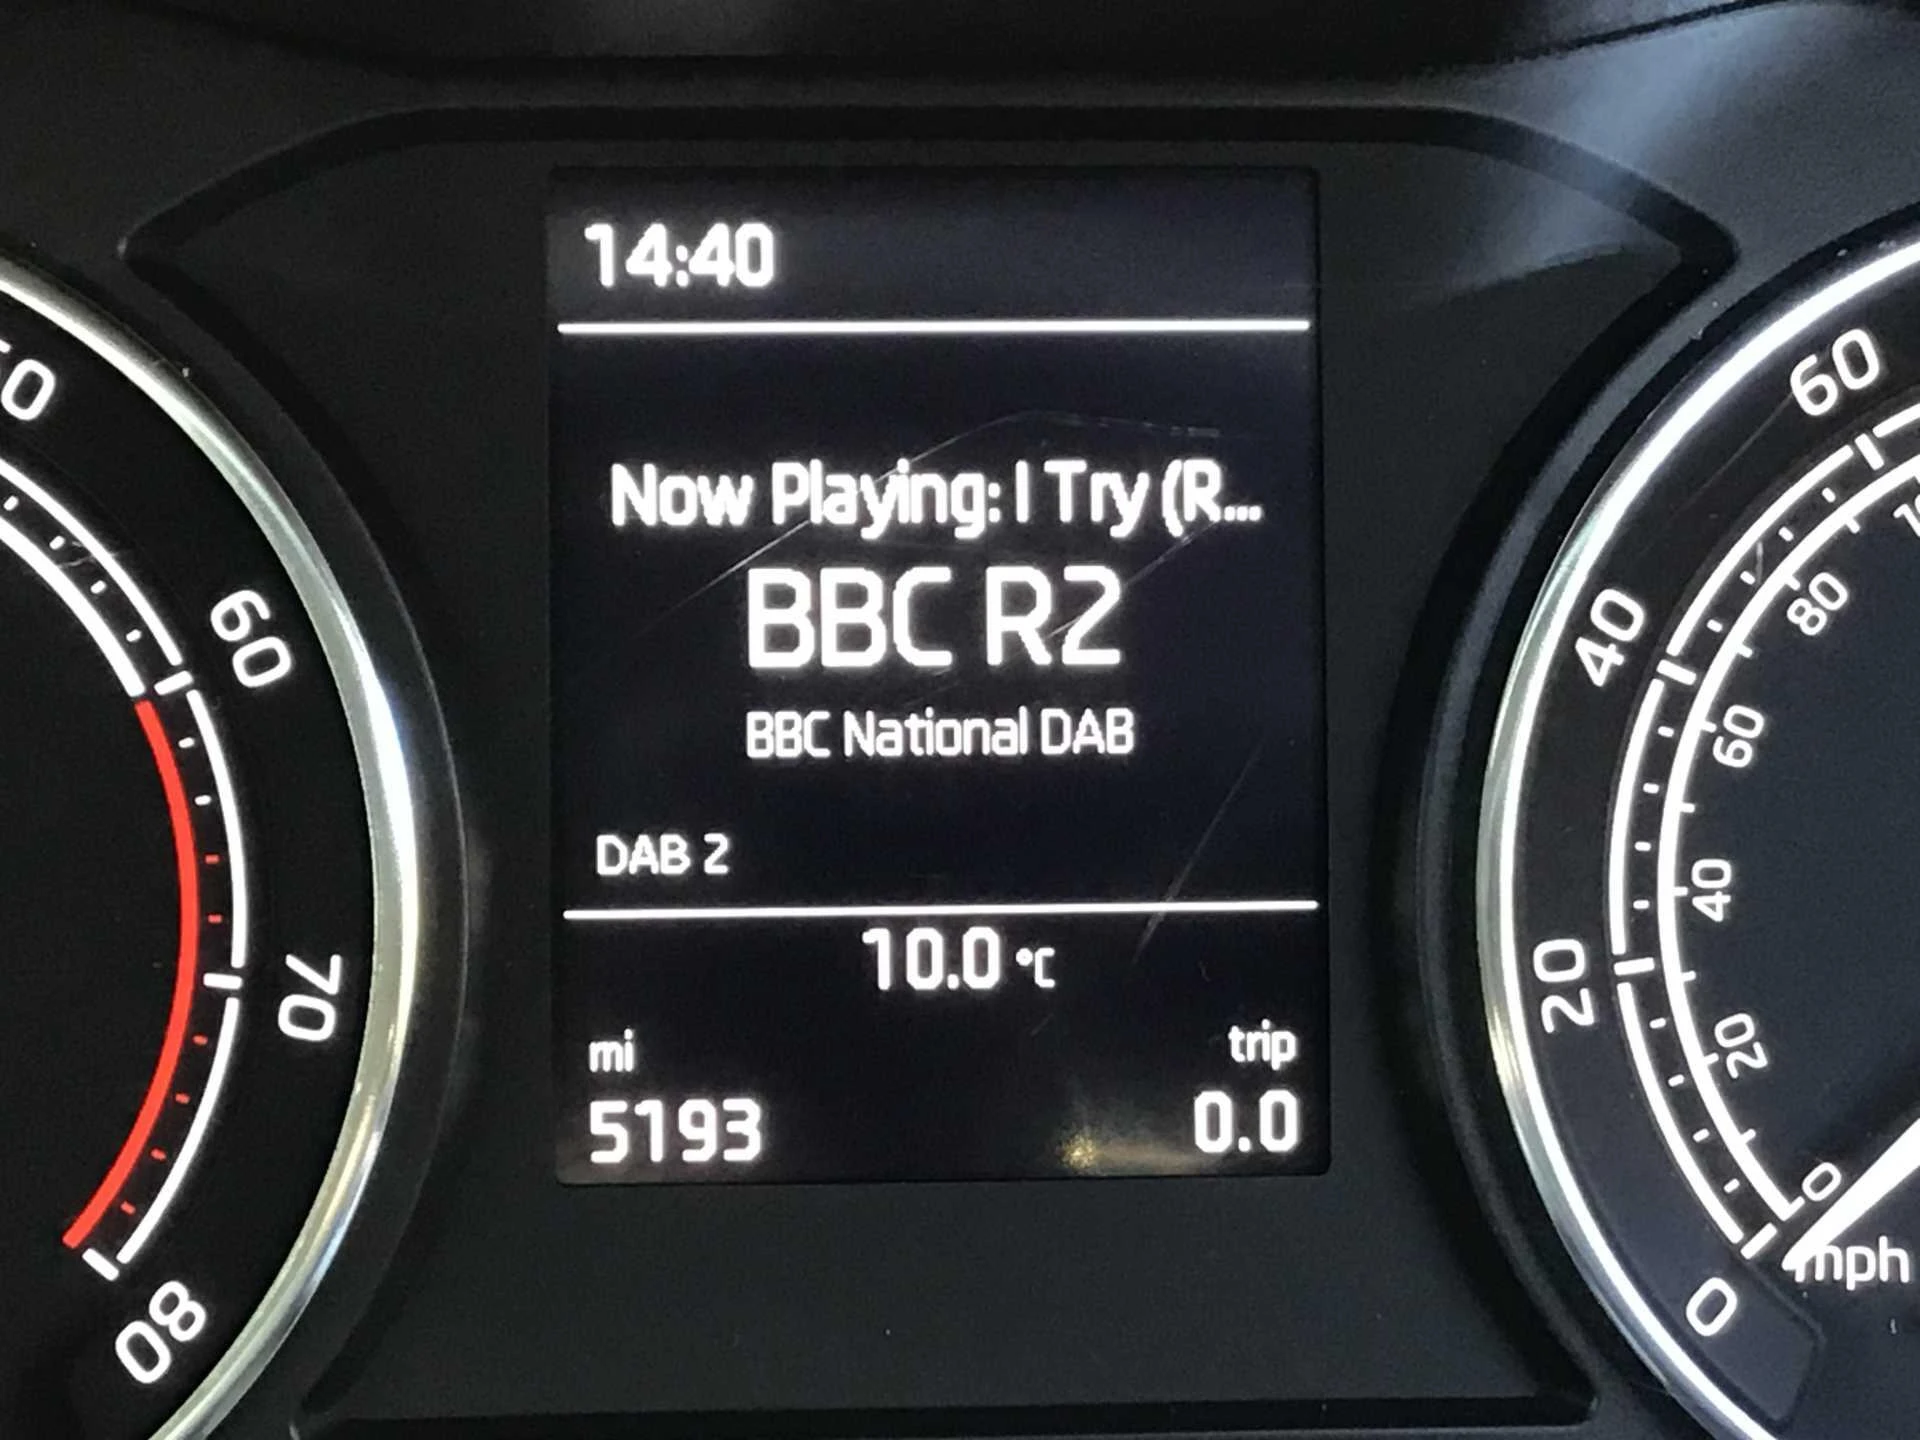 14:40
Now Playing: I Try (R...
BBC R2
BBC National DAB
DAB 2
10.0 °C
mi
trip
5193
0.0
60
70
80
60
40
20
0
80
60
40
20
0
mph